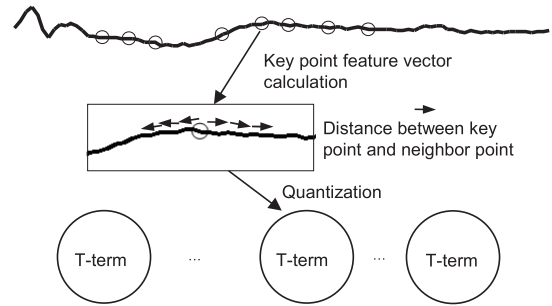 Key point feature vector
calculation
Distance between key
point and neighbor point
Quantization
T-term ... T-term ... T-term